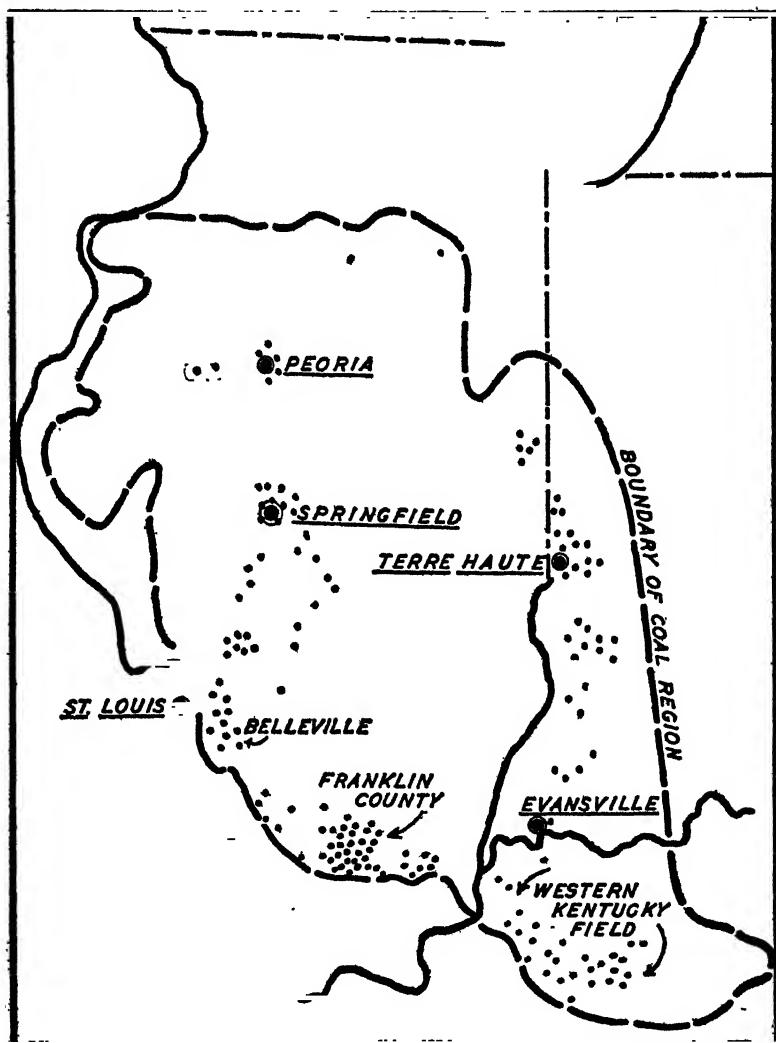 PEORIA
SPRINGFIELD
TERRE HAUTE
BOUNDARY OF COAL REGION
ST. LOUIS
BELLEVILLE
FRANKLIN
COUNTY
EVANSVILLE
WESTERN
KENTUCKY
FIELD